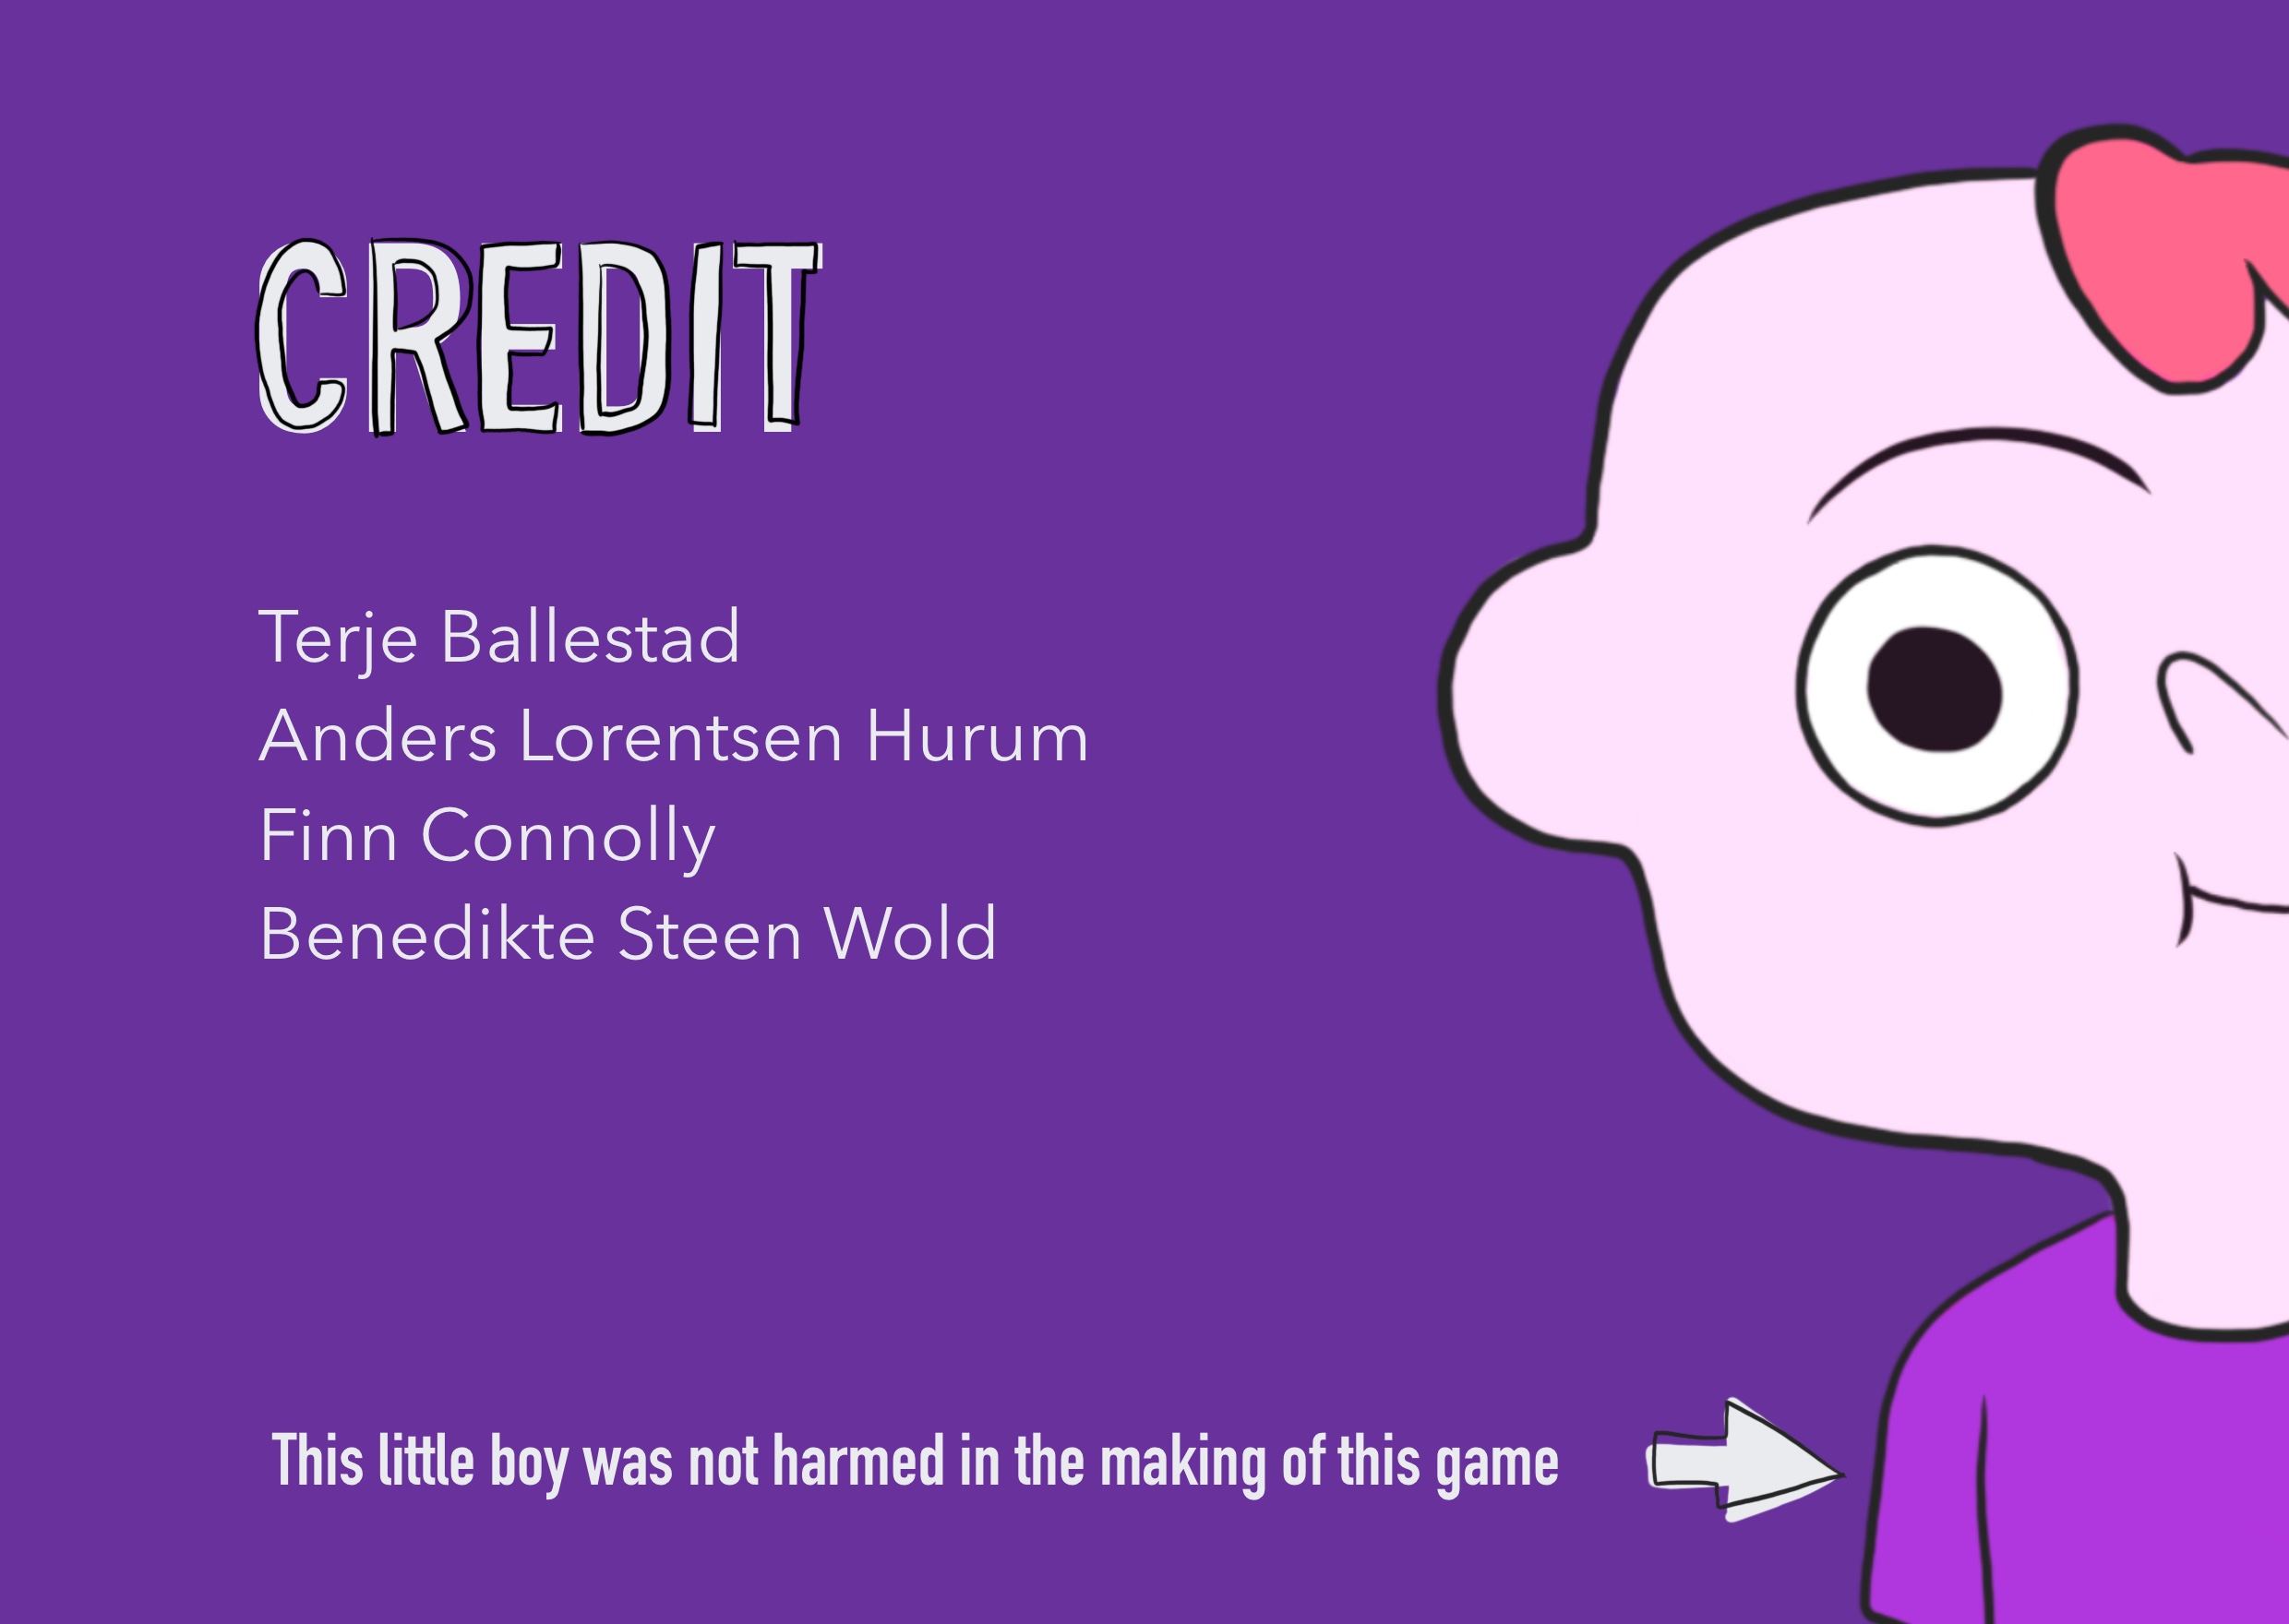 CREDIT
Terje Ballestad
Anders Lorentsen Hurum
Finn Connolly
Benedikte Steen Wold
This little boy was not harmed in the making of this game